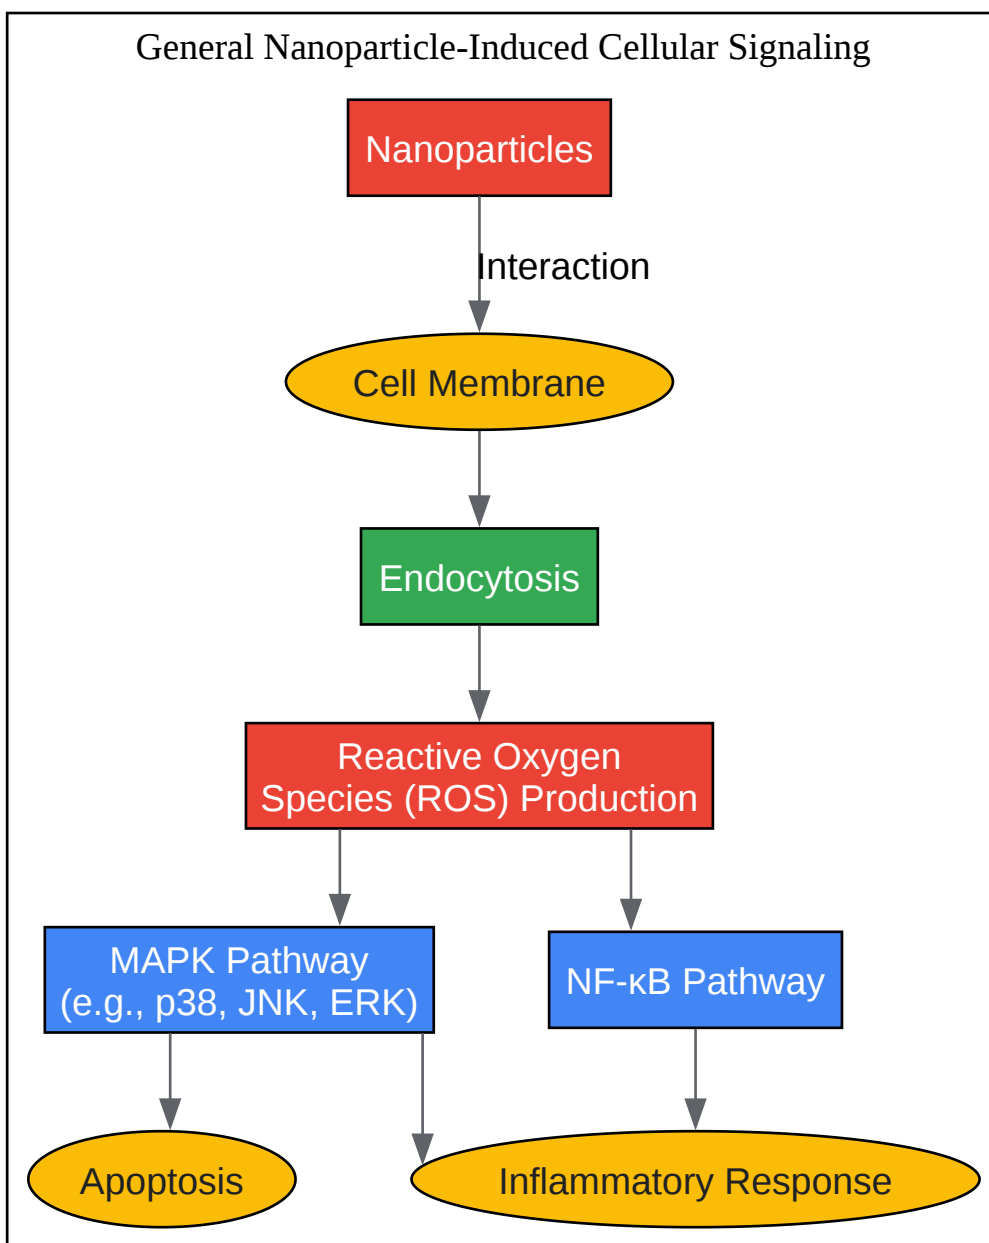 General Nanoparticle-Induced Cellular Signaling
Nanoparticles
Interaction
Cell Membrane
Endocytosis
Reactive Oxygen
Species (ROS) Production
MAPK Pathway
(e.g., p38, JNK, ERK)
NF-κB Pathway
Apoptosis
Inflammatory Response